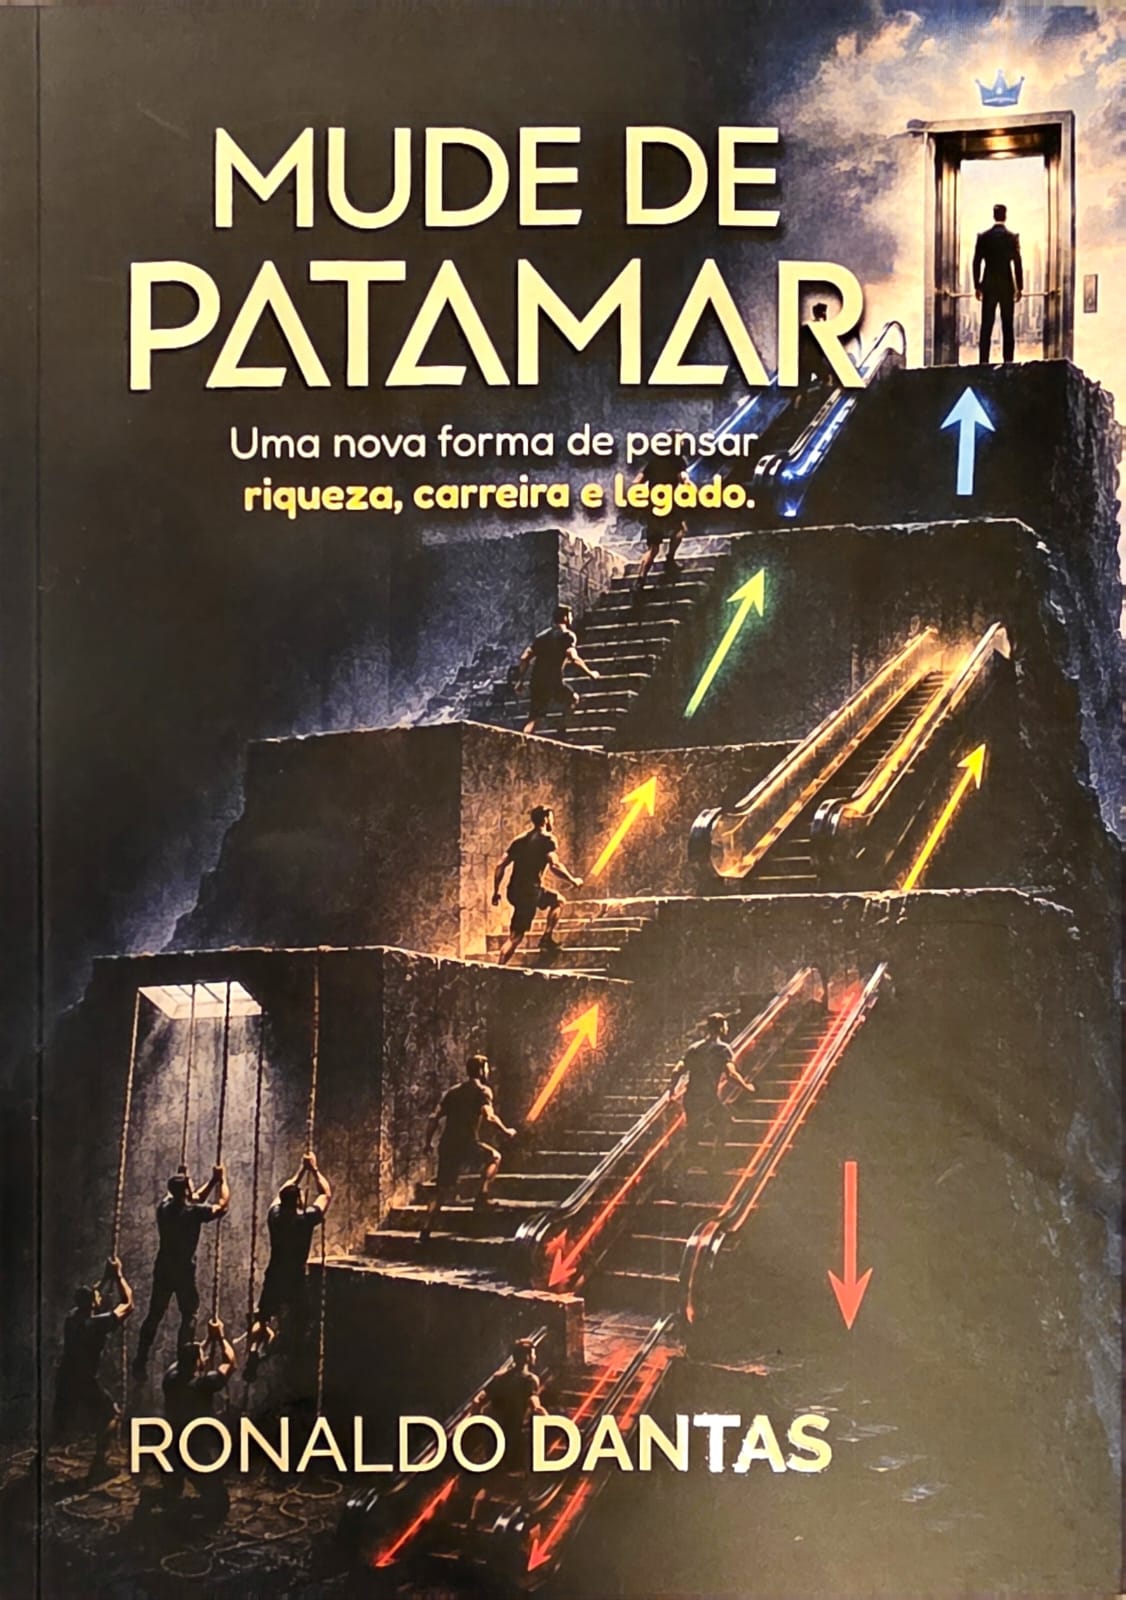 MUDE DE
PATAMAR
Uma nova forma de pensar
riqueza, carreira e legado.
RONALDO DANTAS